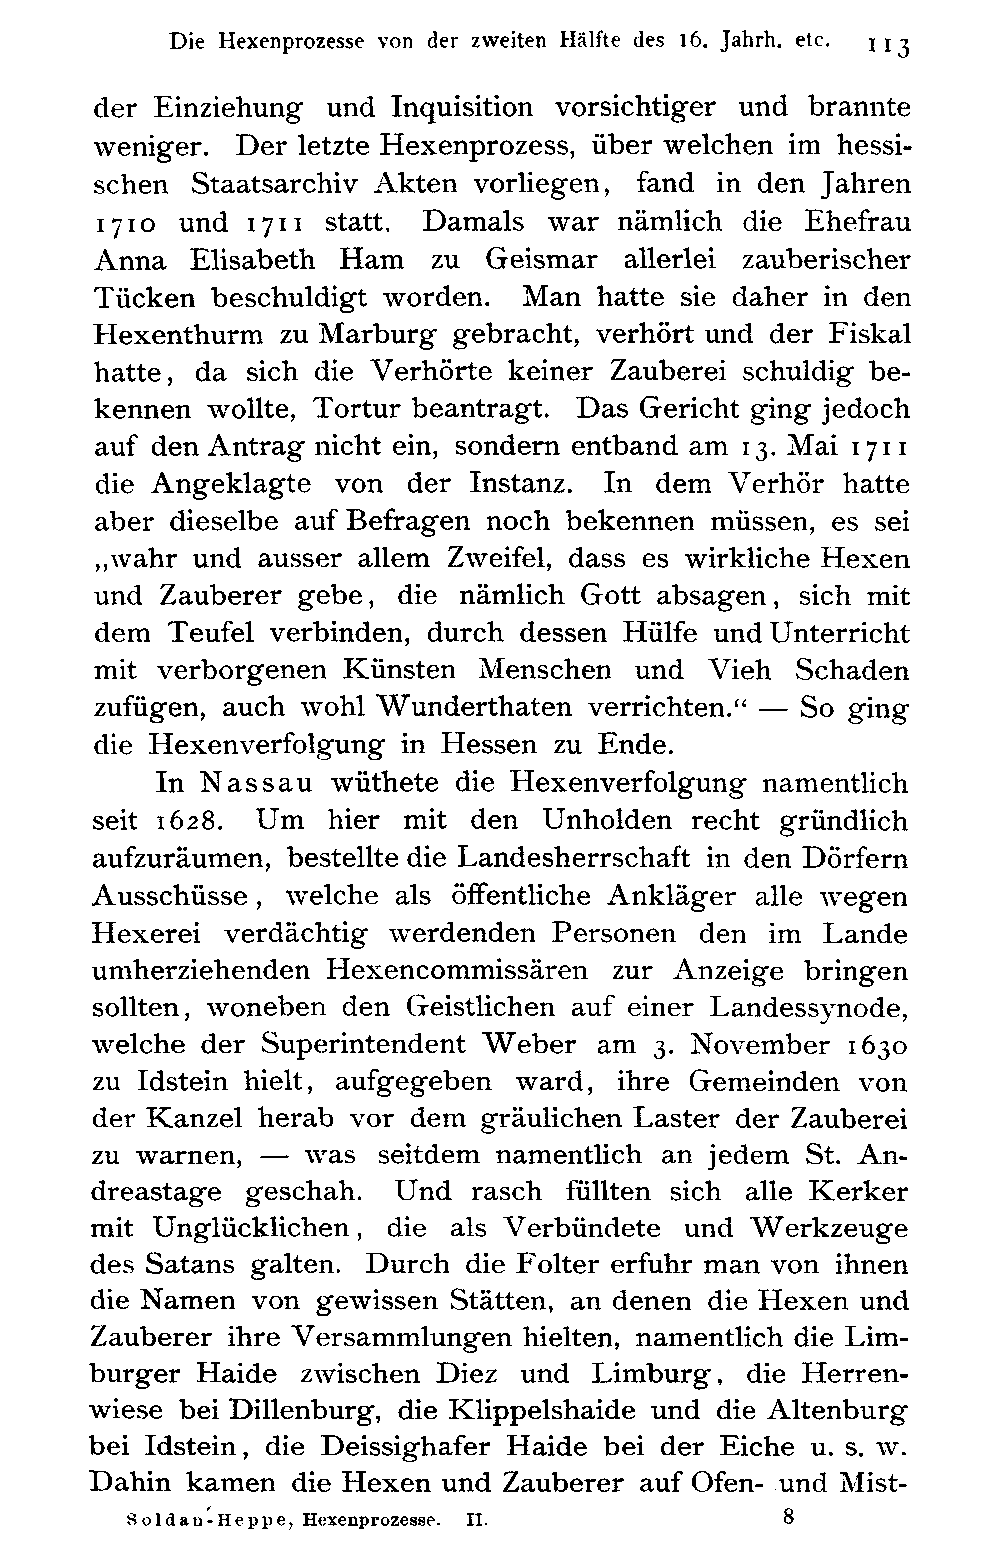 Die Hexenprozesse von der zweiten Hälfte des 16. Jahrh. etc. 113
der Einziehung und Inquisition vorsichtiger und brannte
weniger. Der letzte Hexenprozess, über welchen im hessi-
schen Staatsarchiv Akten vorliegen, fand in den Jahren
1710 und 1711 statt. Damals war nämlich die Ehefrau
Anna Elisabeth Ham zu Geismar allerlei zauberischer
Tücken beschuldigt worden. Man hatte sie daher in den
Hexenthurm zu Marburg gebracht, verhört und der Fiskal
hatte, da sich die Verhörte keiner Zauberei schuldig be-
kennen wollte, Tortur beantragt. Das Gericht ging jedoch
auf den Antrag nicht ein, sondern entband am 13. Mai 1711
die Angeklagte von der Instanz. In dem Verhör hatte
aber dieselbe auf Befragen noch bekennen müssen, es sei
„wahr und ausser allem Zweifel, dass es wirkliche Hexen
und Zauberer gebe, die nämlich Gott absagen, sich mit
dem Teufel verbinden, durch dessen Hülfe und Unterricht
mit verborgenen Künsten Menschen und Vieh Schaden
zufügen, auch wohl Wunderthaten verrichten.“ — So ging
die Hexenverfolgung in Hessen zu Ende.
In Nassau wüthete die Hexenverfolgung namentlich
seit 1628. Um hier mit den Unholden recht gründlich
aufzuräumen, bestellte die Landesherrschaft in den Dörfern
Ausschüsse, welche als öffentliche Ankläger alle wegen
Hexerei verdächtig werdenden Personen den im Lande
umherziehenden Hexencommissären zur Anzeige bringen
sollten, woneben den Geistlichen auf einer Landessynode,
welche der Superintendent Weber am 3. November 1630
zu Idstein hielt, aufgegeben ward, ihre Gemeinden von
der Kanzel herab vor dem gräulichen Laster der Zauberei
zu warnen, — was seitdem namentlich an jedem St. An-
dreastage geschah. Und rasch füllten sich alle Kerker
mit Unglücklichen, die als Verbündete und Werkzeuge
des Satans galten. Durch die Folter erfuhr man von ihnen
die Namen von gewissen Stätten, an denen die Hexen und
Zauberer ihre Versammlungen hielten, namentlich die Lim-
burger Haide zwischen Diez und Limburg, die Herren-
wiese bei Dillenburg, die Klippelshaide und die Altenburg
bei Idstein, die Deissighafer Haide bei der Eiche u. s. w.
Dahin kamen die Hexen und Zauberer auf Ofen- und Mist-
Soldau-Heppe, Hexenprozesse. II. 8